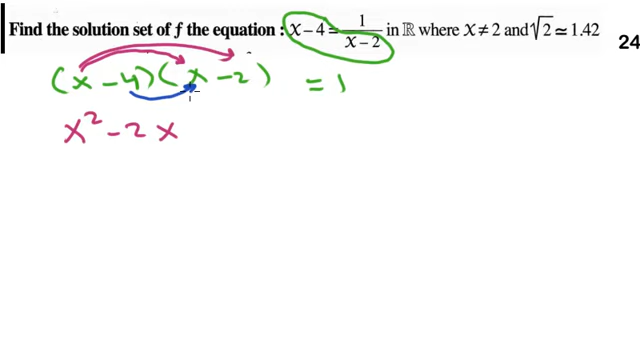 Find the solution set of f the equation : x − 4 = 1/(x − 2) in ℝ where x ≠ 2 and √2 ≃ 1.42
24
(x − 4)(x − 2) = 1
x² − 2x